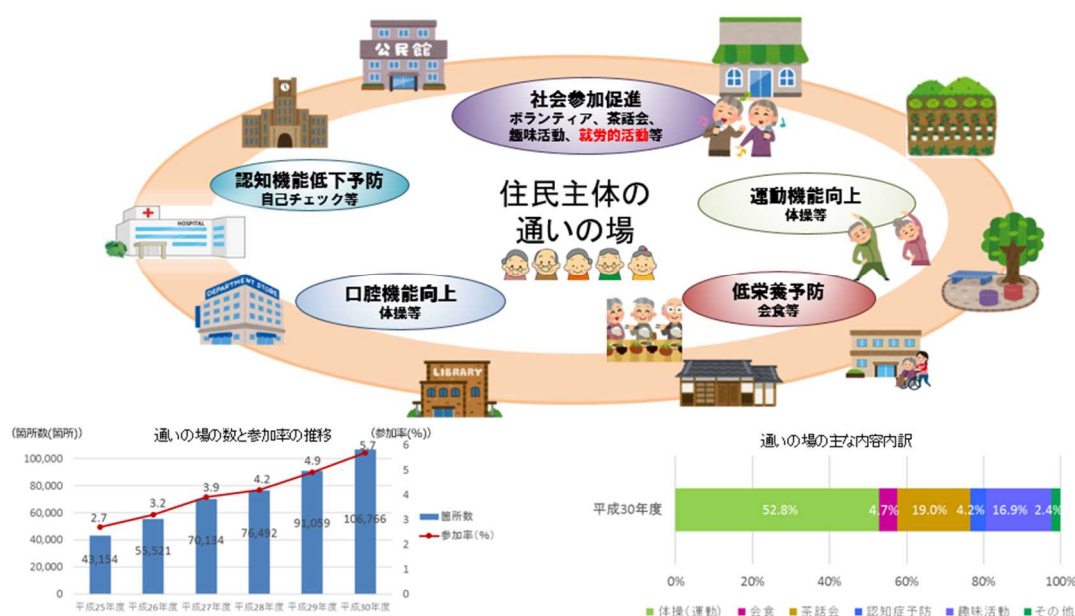 公民館
社会参加促進
ボランティア、茶話会、
趣味活動、就労的活動等
認知機能低下予防
自己チェック等
HOSPITAL
住民主体の
通いの場
運動機能向上
体操等
DEPARTMENT STORE
口腔機能向上
体操等
低栄養予防
会食等
LIBRARY
(箇所数(箇所))
通いの場の数と参加率の推移
(参加率(%))
100,000
80,000
60,000
40,000
20,000
0
6
5
4
3
2
1
0
2.7
3.2
3.9
4.2
4.9
5.7
43,154
55,521
70,134
76,492
91,059
106,766
平成25年度
平成26年度
平成27年度
平成28年度
平成29年度
平成30年度
箇所数
参加率(%)
通いの場の主な内容内訳
平成30年度
52.8%
4.7%
19.0%
4.2%
16.9%
2.4%
0%
20%
40%
60%
80%
100%
体操(運動)
会食
茶話会
認知症予防
趣味活動
その他